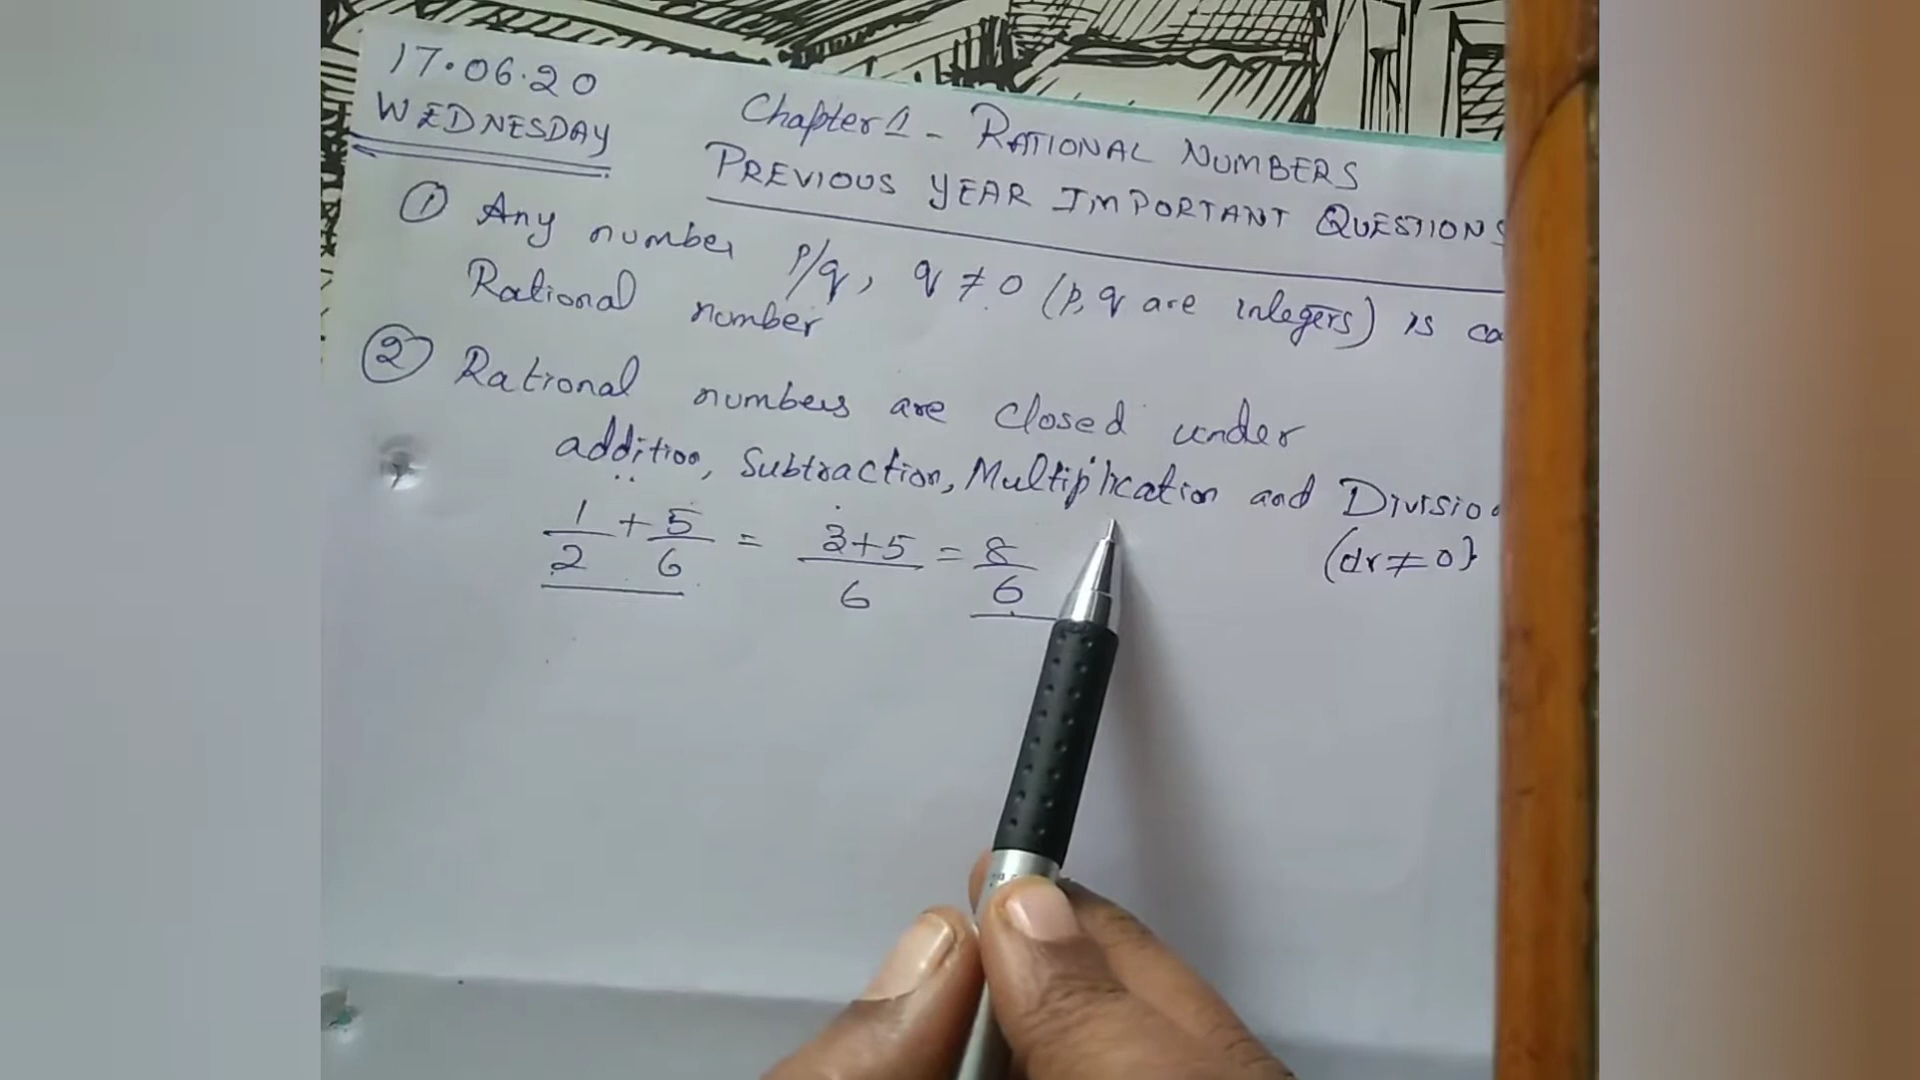 17.06.20
WEDNESDAY
Chapter 1 - RATIONAL NUMBERS
PREVIOUS YEAR IMPORTANT QUESTIONS
① Any number p/q, q ≠ 0 (p, q are integers) is ca
Rational number
② Rational numbers are closed under
addition, Subtraction, Multiplication and Divisio
(dr ≠ 0}
1/2 + 5/6 = 3+5/6 = 8/6